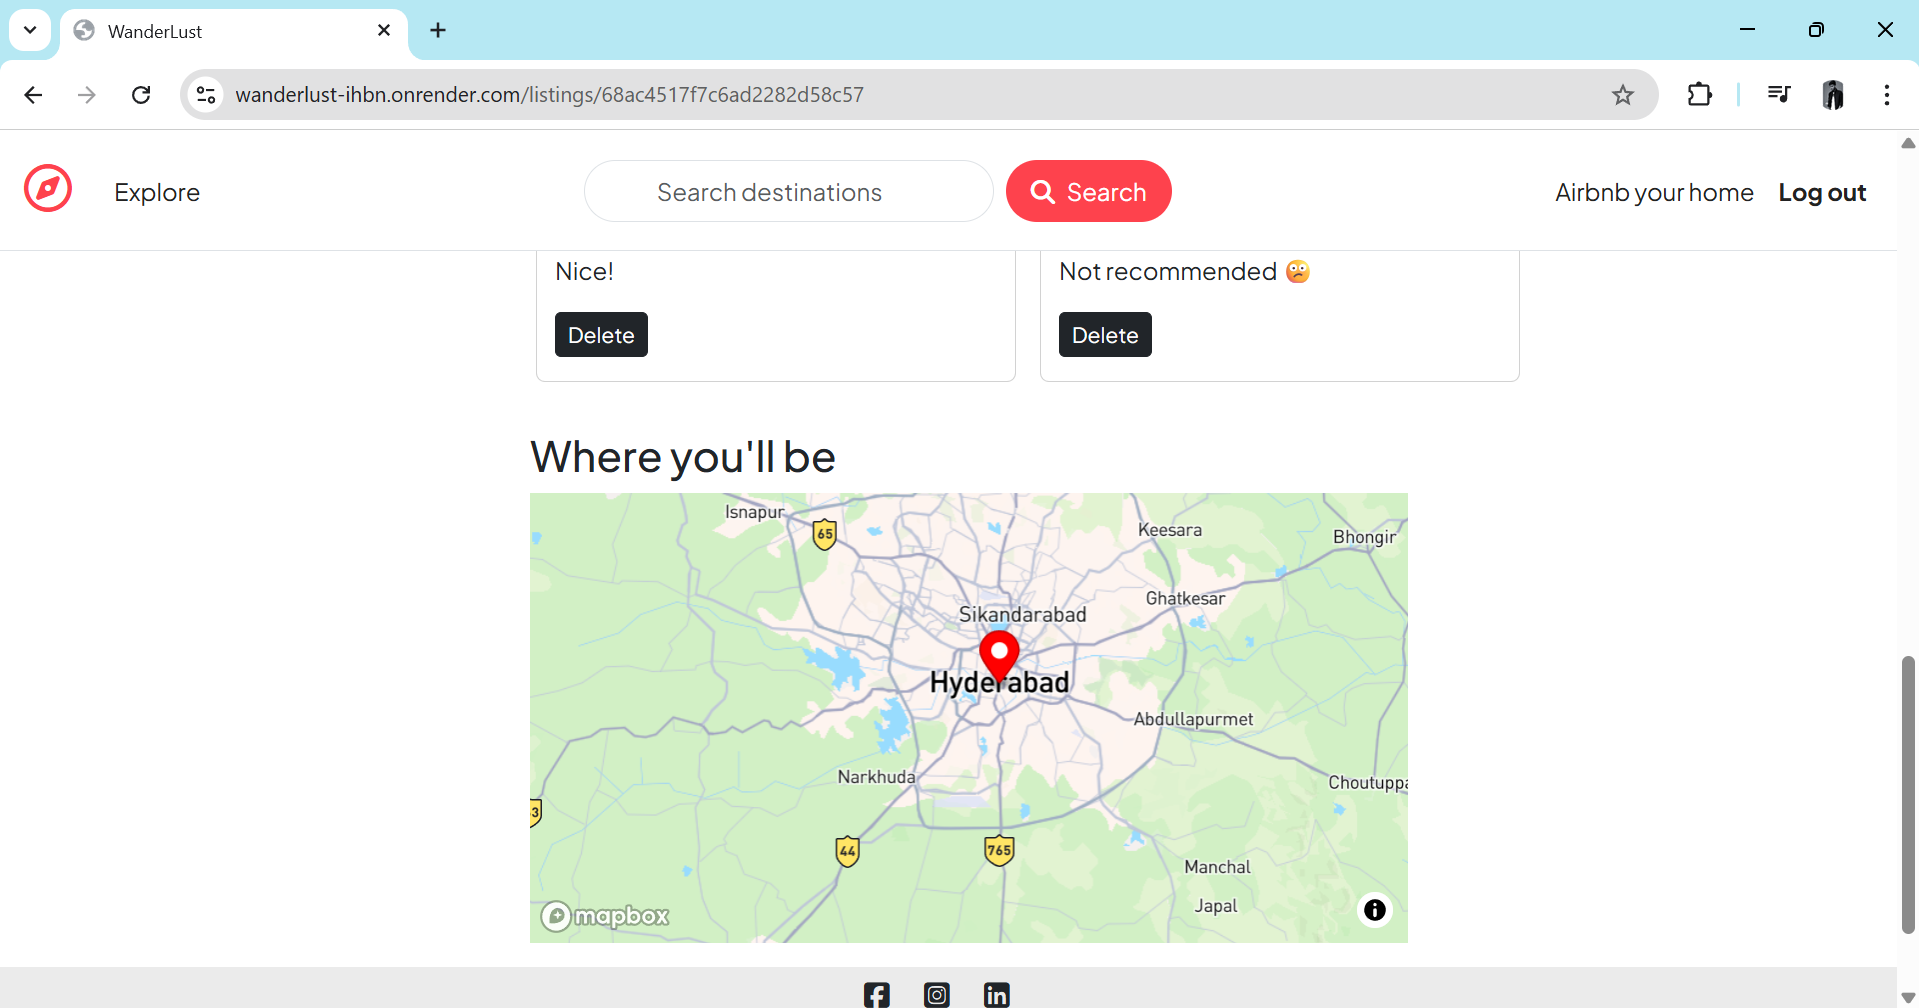 WanderLust
wanderlust-ihbn.onrender.com/listings/68ac4517f7c6ad2282d58c57
Explore
Search destinations
Search
Airbnb your home
Log out
Nice!
Not recommended 🫤
Delete
Delete
Where you'll be
Isnapur
65
Keesara
Bhongir
Ghatkesar
Sikandarabad
Hyderabad
Abdullapurmet
Narkhuda
Choutuppa
3
44
765
Manchal
Japal
mapbox